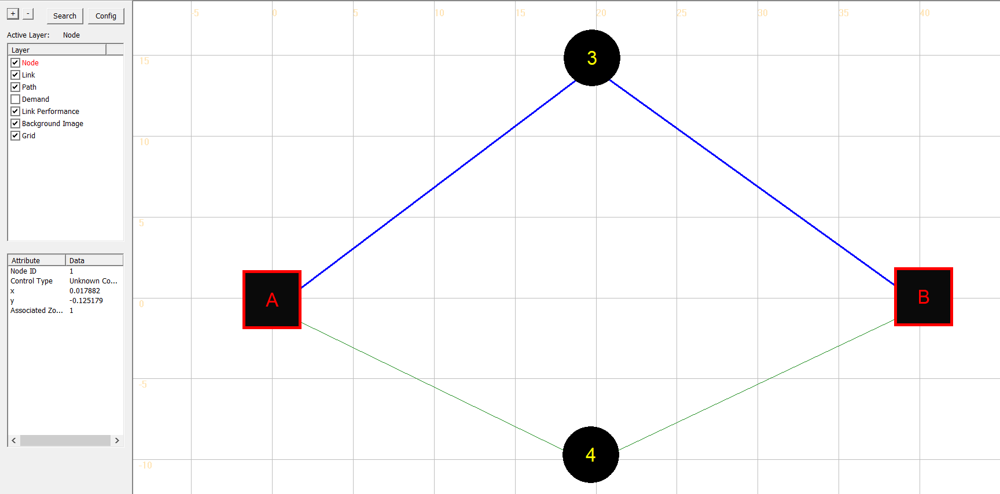 + - Search Config
Active Layer: Node
Layer
Node
Link
Path
Demand
Link Performance
Background Image
Grid
Attribute Data
Node ID 1
Control Type Unknown Co...
x 0.017882
y -0.125179
Associated Zo... 1
-5 0 5 10 15 20 25 30 35 40
15
10
5
0
-5
-10
3
A
B
4